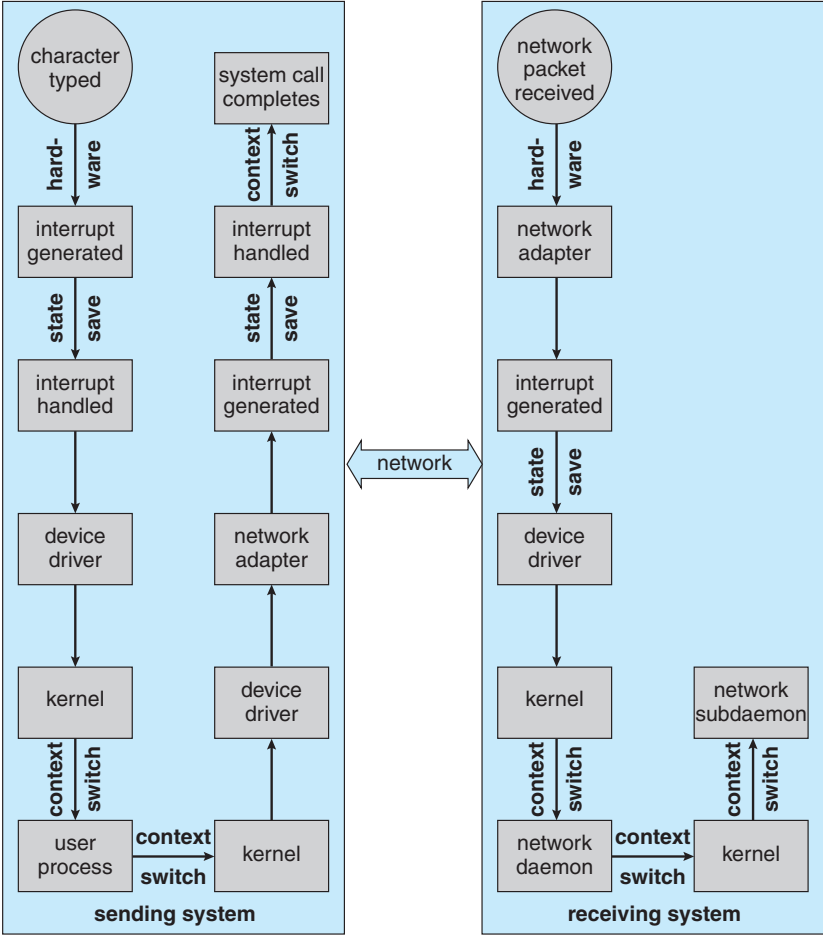 character
typed
hard-
ware
interrupt
generated
state
save
interrupt
handled
device
driver
kernel
context
switch
user
process
context
switch
kernel
device
driver
network
adapter
interrupt
generated
state
save
interrupt
handled
context
switch
system call
completes
sending system
network
network
packet
received
hard-
ware
network
adapter
interrupt
generated
state
save
device
driver
kernel
context
switch
network
daemon
context
switch
kernel
context
switch
network
subdaemon
receiving system